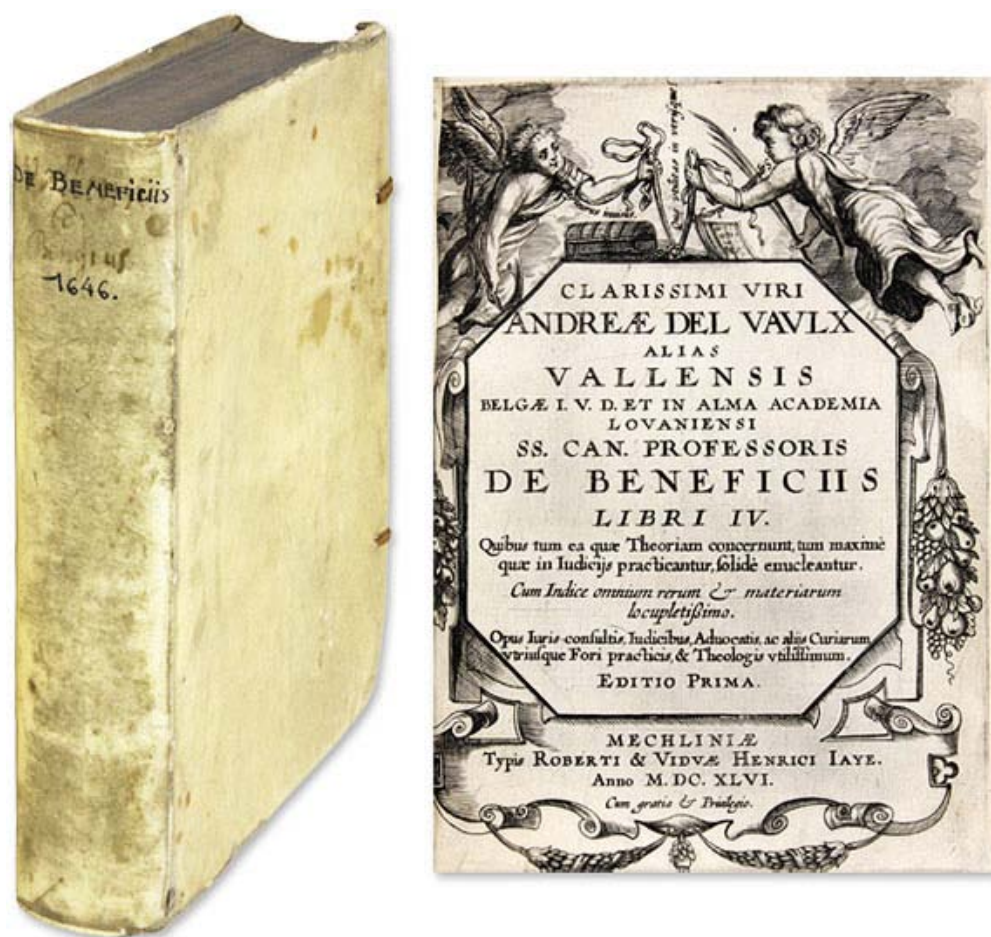 DE BENEFICIIS
1646.
CLARISSIMI VIRI
ANDREÆ DEL VAVLX
ALIAS
VALLENSIS
BELGÆ I. V. D. ET IN ALMA ACADEMIA
LOVANIENSI
SS. CAN. PROFESSORIS
DE BENEFICIIS
LIBRI IV.
Quibus tum ea quæ Theoriam concernunt, tum maximè
quæ in Iudicijs practicantur, solidè enucleantur.
Cum Indice omnium rerum & materiarum
locupletißimo.
Opus Iuris-consultis, Iudicibus, Aduocatis, ac alijs Curiarum
vtriusque Fori practicis, & Theologis vtilissimum.
EDITIO PRIMA.
MECHLINIÆ
Typis ROBERTI & VIDVÆ HENRICI IAYE.
Anno M. DC. XLVI.
Cum gratia & Priuilegio.